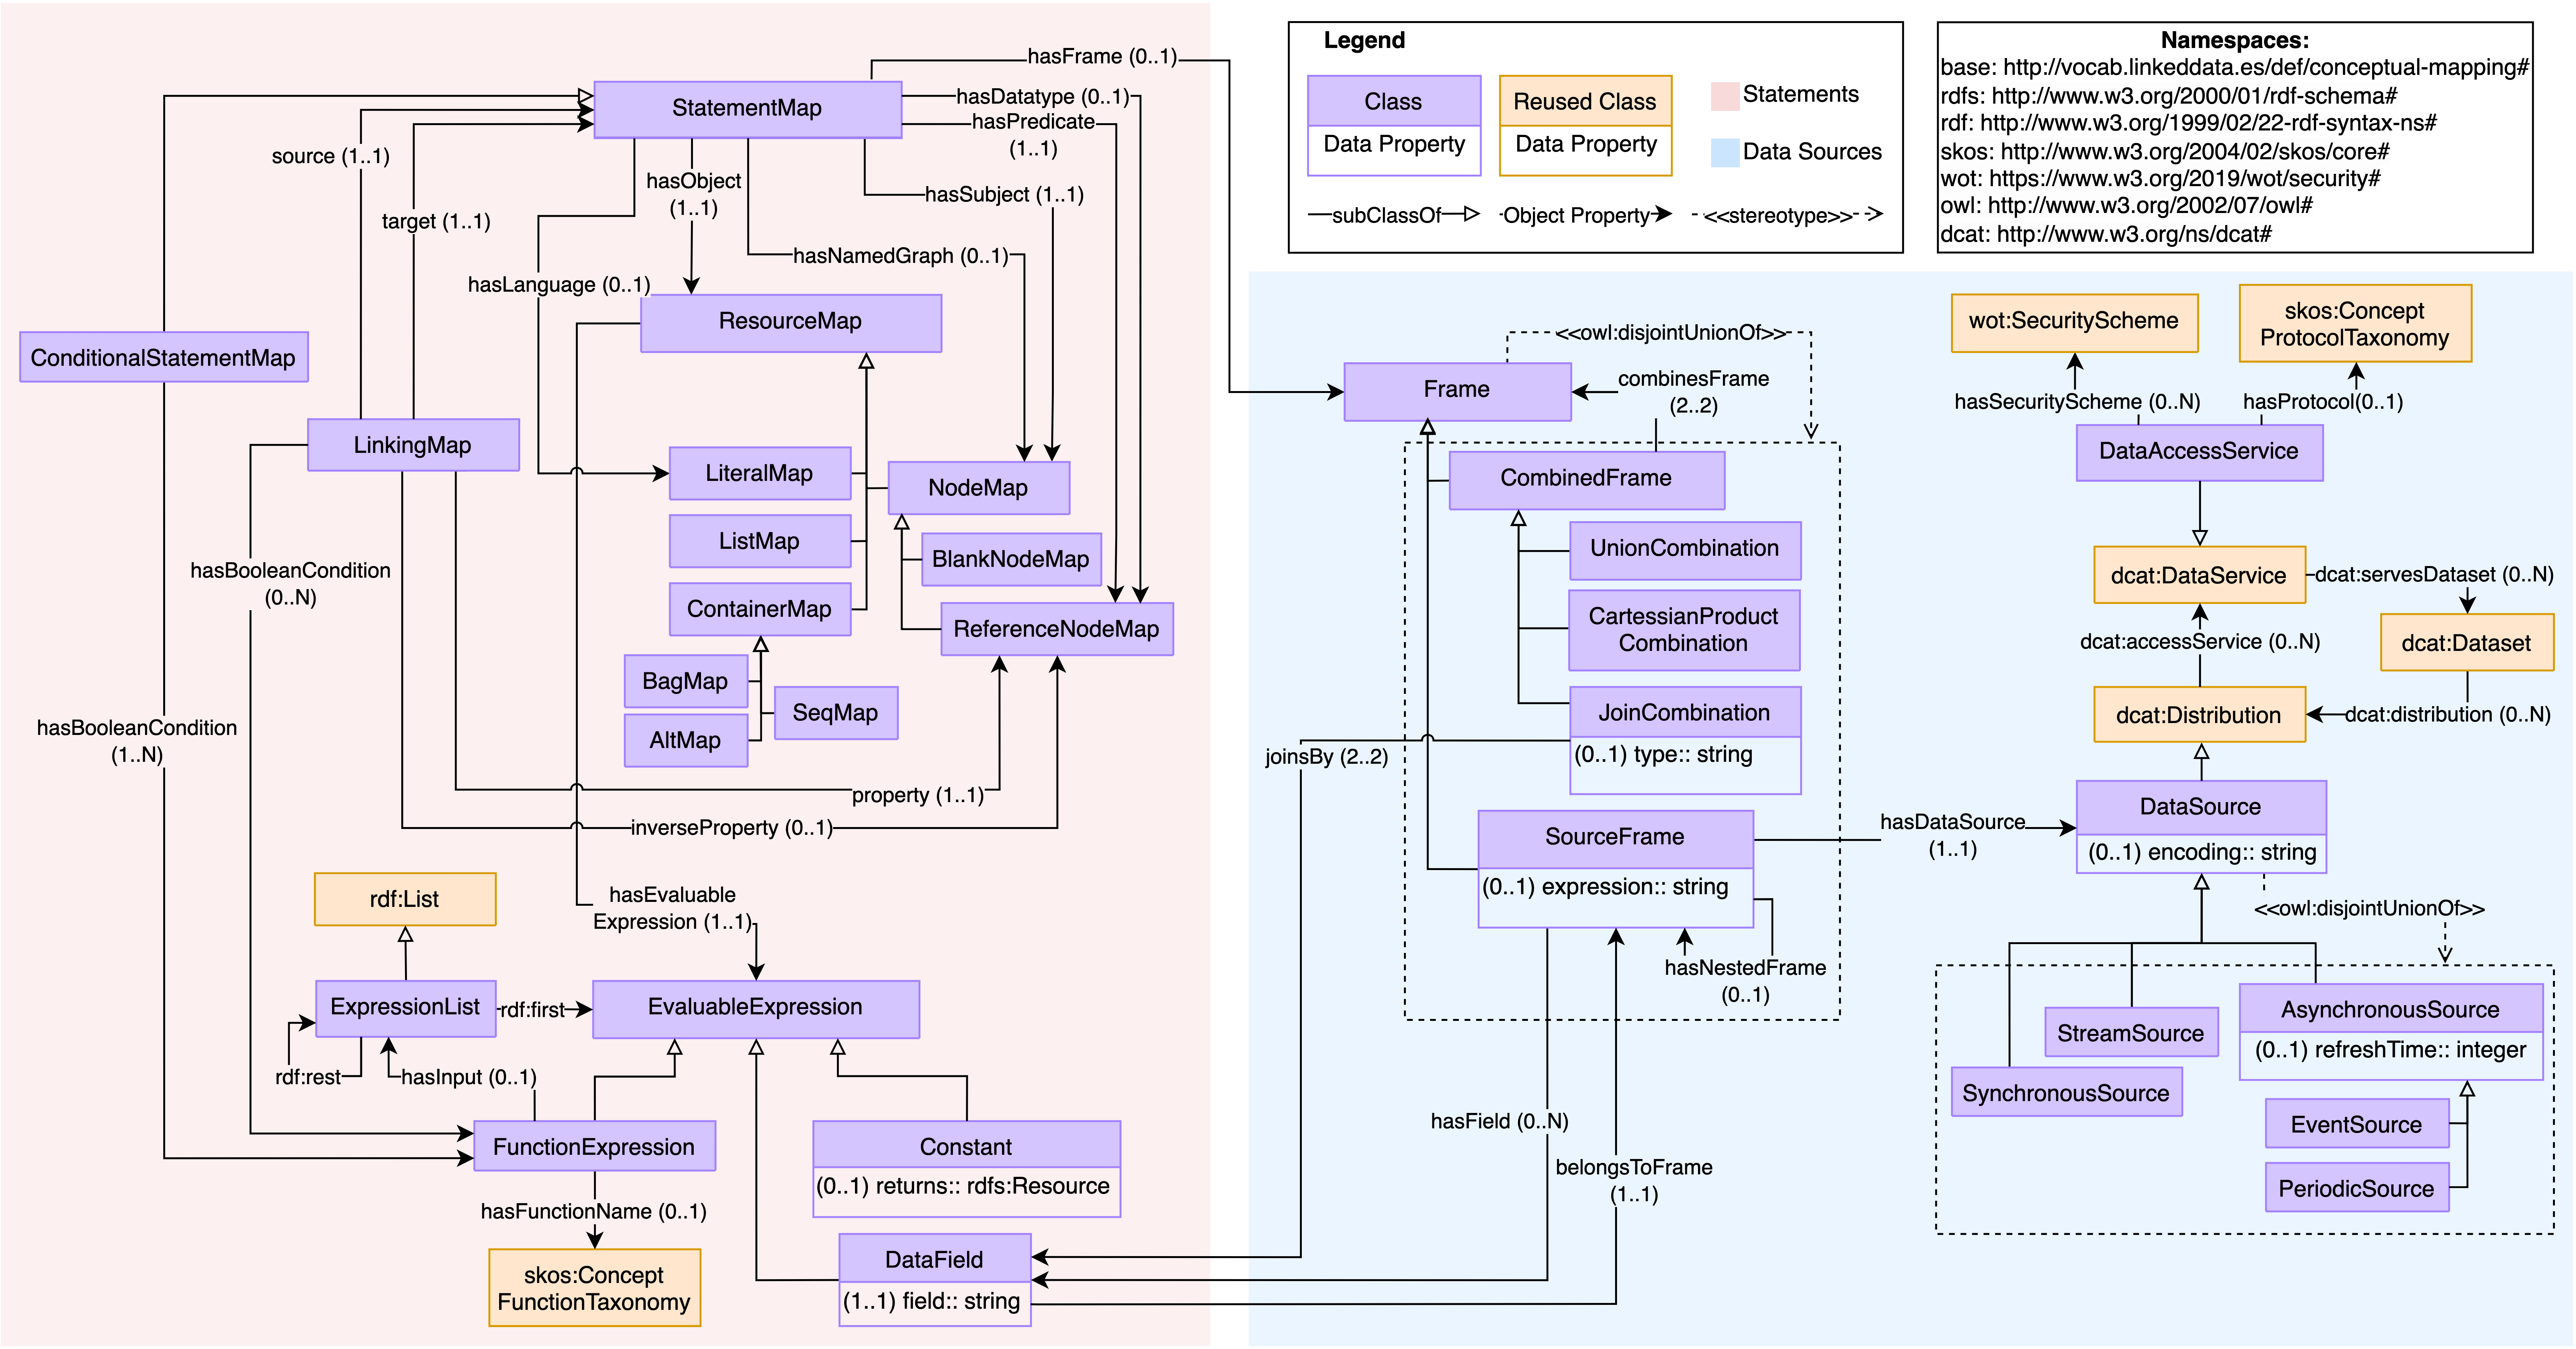 hasFrame (0..1)
StatementMap
hasDatatype (0..1)
hasPredicate
(1..1)
source (1..1)
target (1..1)
hasObject
(1..1)
hasSubject (1..1)
hasNamedGraph (0..1)
hasLanguage (0..1)
ResourceMap
ConditionalStatementMap
LinkingMap
LiteralMap
NodeMap
ListMap
BlankNodeMap
hasBooleanCondition
(0..N)
ContainerMap
ReferenceNodeMap
BagMap
SeqMap
AltMap
hasBooleanCondition
(1..N)
property (1..1)
inverseProperty (0..1)
rdf:List
hasEvaluable
Expression (1..1)
ExpressionList
rdf:first
EvaluableExpression
rdf:rest
hasInput (0..1)
FunctionExpression
Constant
(0..1) returns:: rdfs:Resource
hasFunctionName (0..1)
skos:Concept
FunctionTaxonomy
DataField
(1..1) field:: string
Legend
Class
Data Property
Reused Class
Data Property
Statements
Data Sources
subClassOf
Object Property
<<stereotype>>
Namespaces:
base: http://vocab.linkeddata.es/def/conceptual-mapping#
rdfs: http://www.w3.org/2000/01/rdf-schema#
rdf: http://www.w3.org/1999/02/22-rdf-syntax-ns#
skos: http://www.w3.org/2004/02/skos/core#
wot: https://www.w3.org/2019/wot/security#
owl: http://www.w3.org/2002/07/owl#
dcat: http://www.w3.org/ns/dcat#
<<owl:disjointUnionOf>>
Frame
combinesFrame
(2..2)
CombinedFrame
UnionCombination
CartessianProduct
Combination
JoinCombination
(0..1) type:: string
joinsBy (2..2)
SourceFrame
(0..1) expression:: string
hasNestedFrame
(0..1)
hasField (0..N)
belongsToFrame
(1..1)
hasDataSource
(1..1)
wot:SecurityScheme
skos:Concept
ProtocolTaxonomy
hasSecurityScheme (0..N)
hasProtocol(0..1)
DataAccessService
dcat:DataService
dcat:servesDataset (0..N)
dcat:accessService (0..N)
dcat:Dataset
dcat:Distribution
dcat:distribution (0..N)
DataSource
(0..1) encoding:: string
<<owl:disjointUnionOf>>
AsynchronousSource
(0..1) refreshTime:: integer
StreamSource
SynchronousSource
EventSource
PeriodicSource